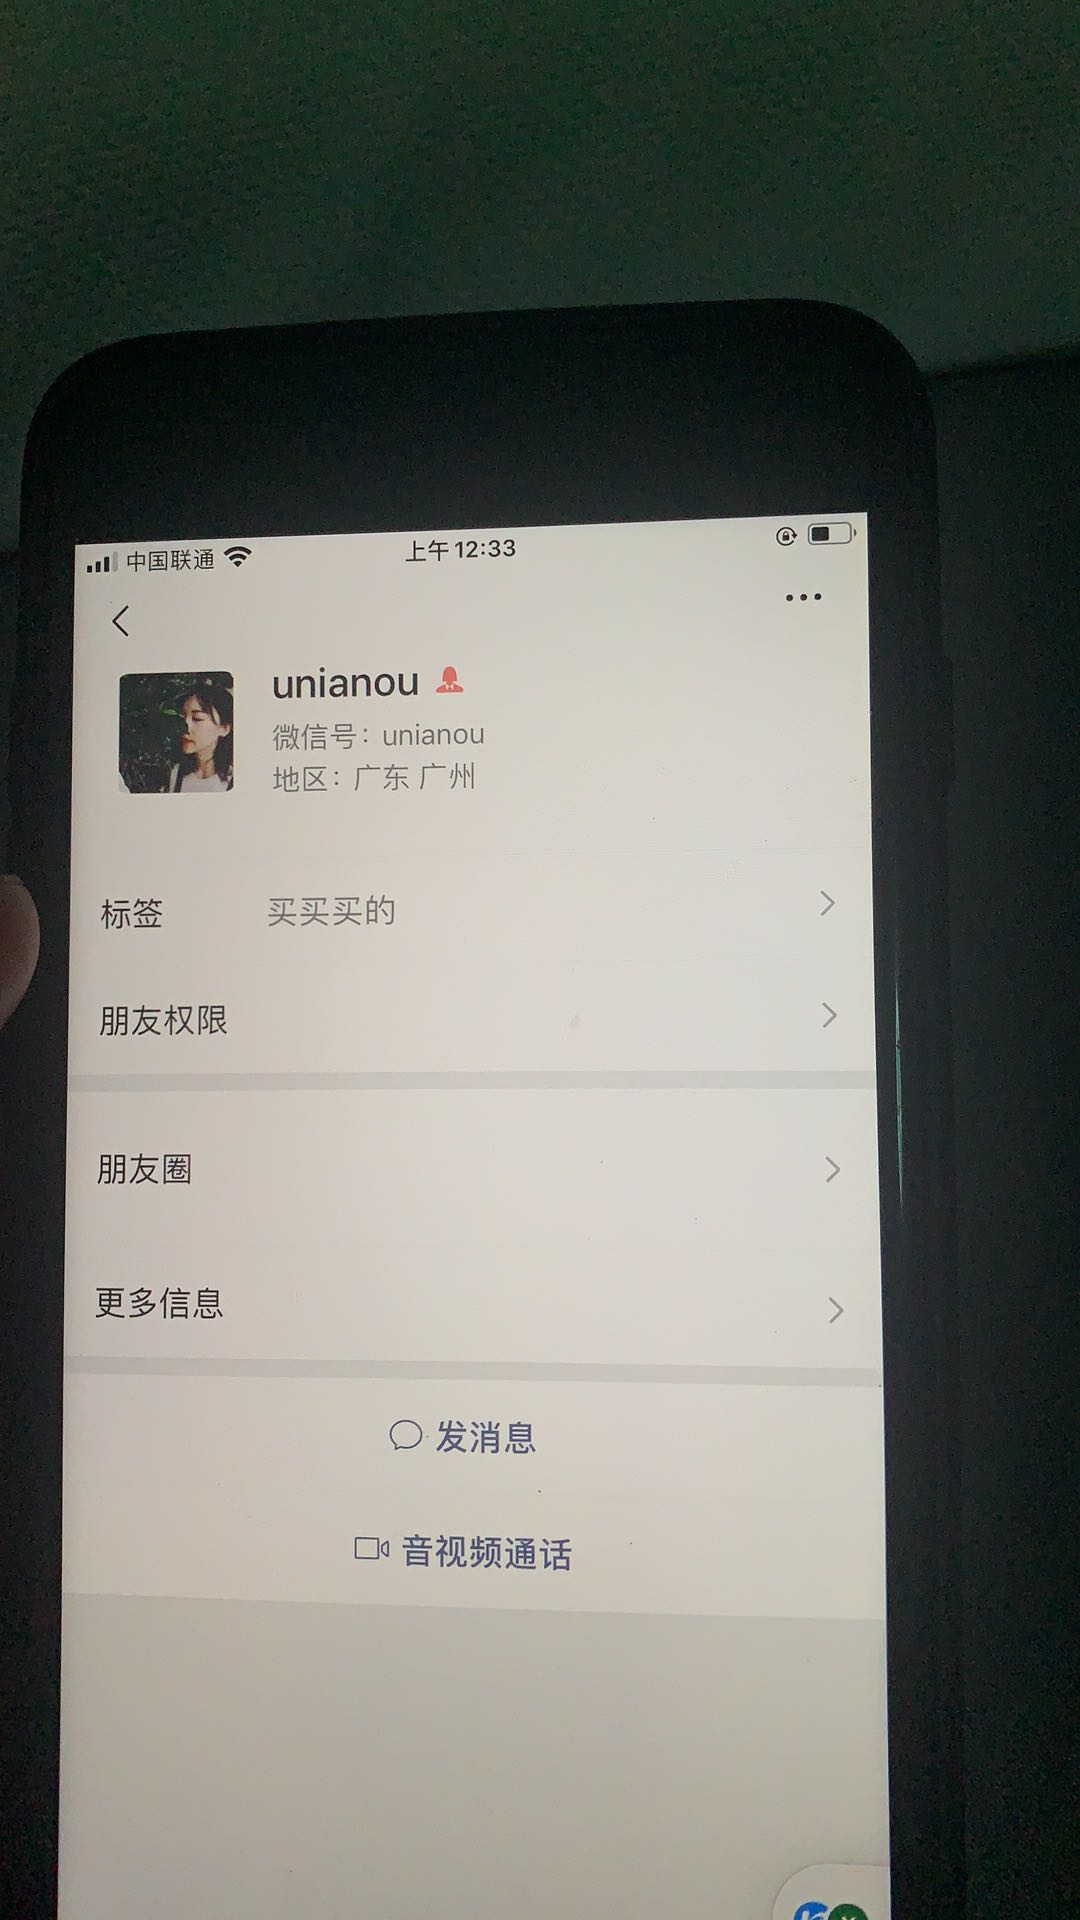 中国联通
上午12:33
unianou
微信号：unianou
地区：广东 广州
标签 买买买的
朋友权限
朋友圈
更多信息
发消息
音视频通话